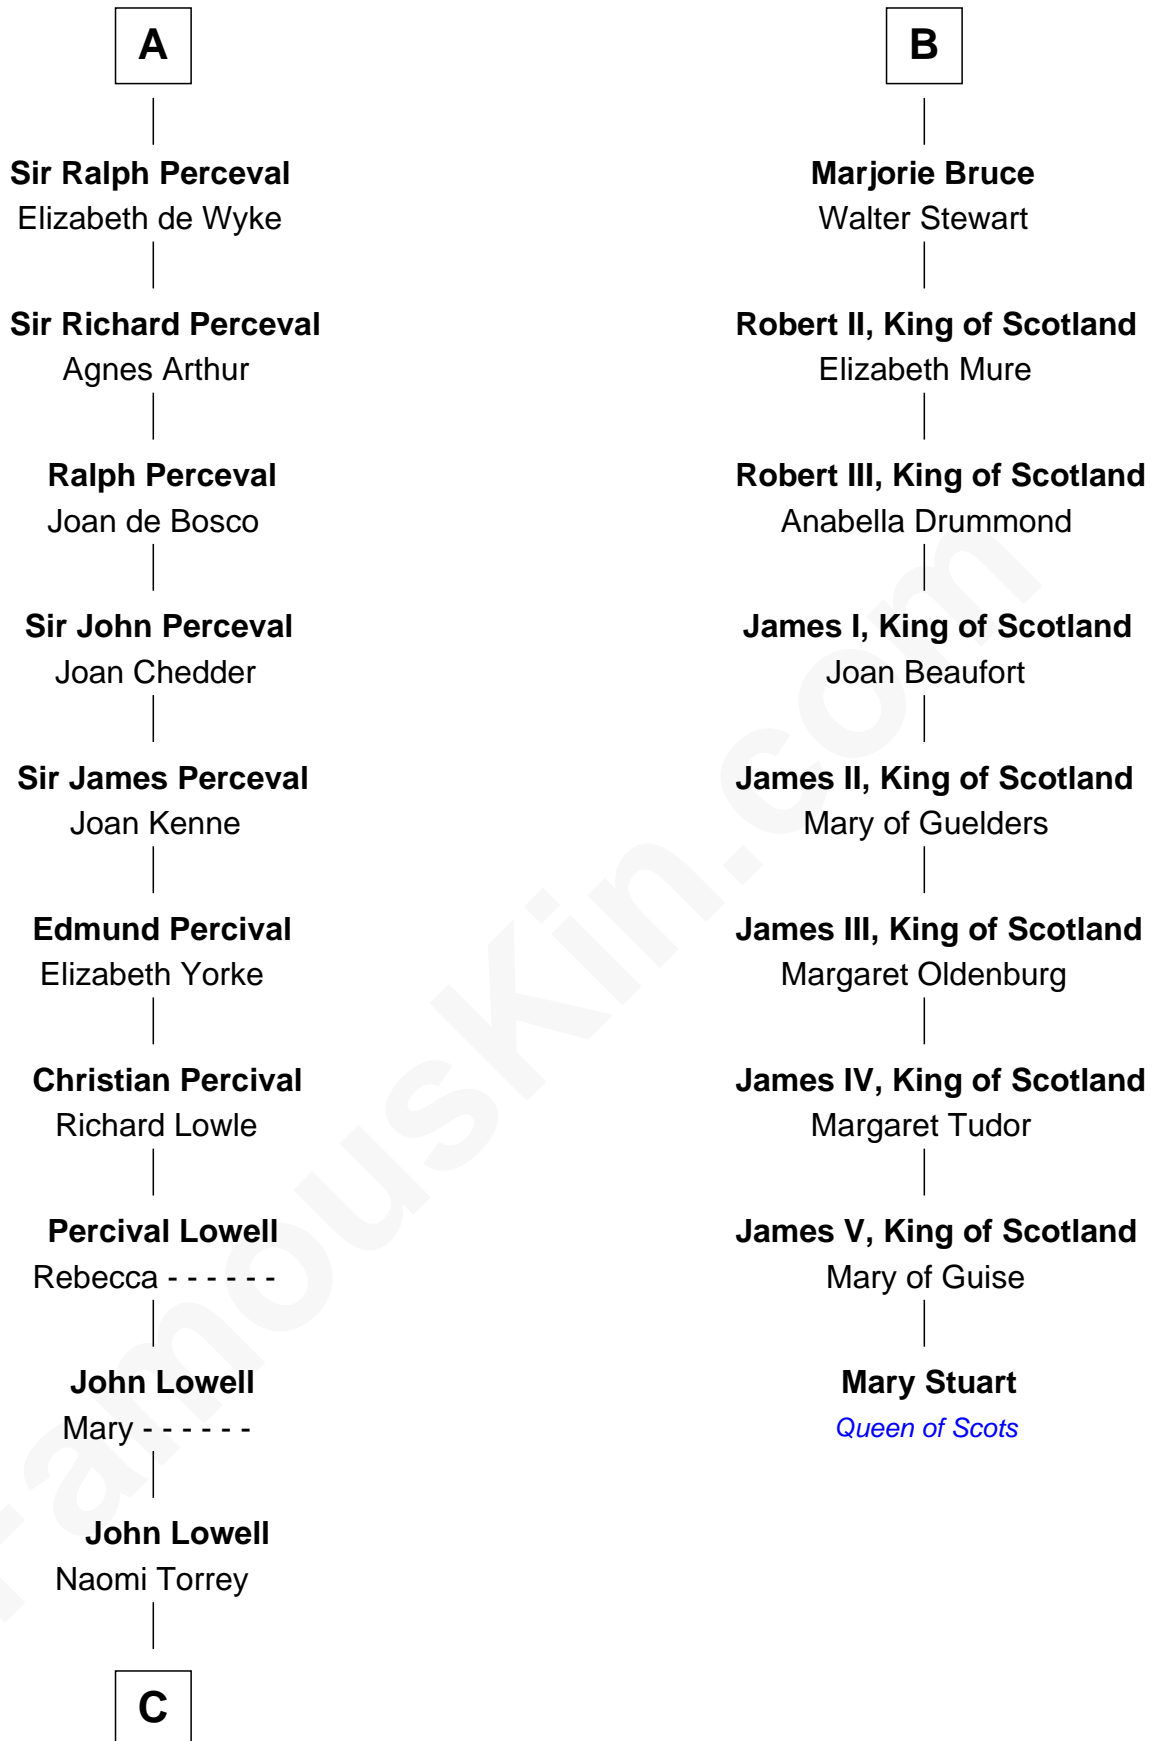 A
Sir Ralph Perceval
Elizabeth de Wyke
Sir Richard Perceval
Agnes Arthur
Ralph Perceval
Joan de Bosco
Sir John Perceval
Joan Chedder
Sir James Perceval
Joan Kenne
Edmund Percival
Elizabeth Yorke
Christian Percival
Richard Lowle
Percival Lowell
Rebecca - - - - - -
John Lowell
Mary - - - - - -
John Lowell
Naomi Torrey
C
B
Marjorie Bruce
Walter Stewart
Robert II, King of Scotland
Elizabeth Mure
Robert III, King of Scotland
Anabella Drummond
James I, King of Scotland
Joan Beaufort
James II, King of Scotland
Mary of Guelders
James III, King of Scotland
Margaret Oldenburg
James IV, King of Scotland
Margaret Tudor
James V, King of Scotland
Mary of Guise
Mary Stuart
Queen of Scots
FamousKin.com